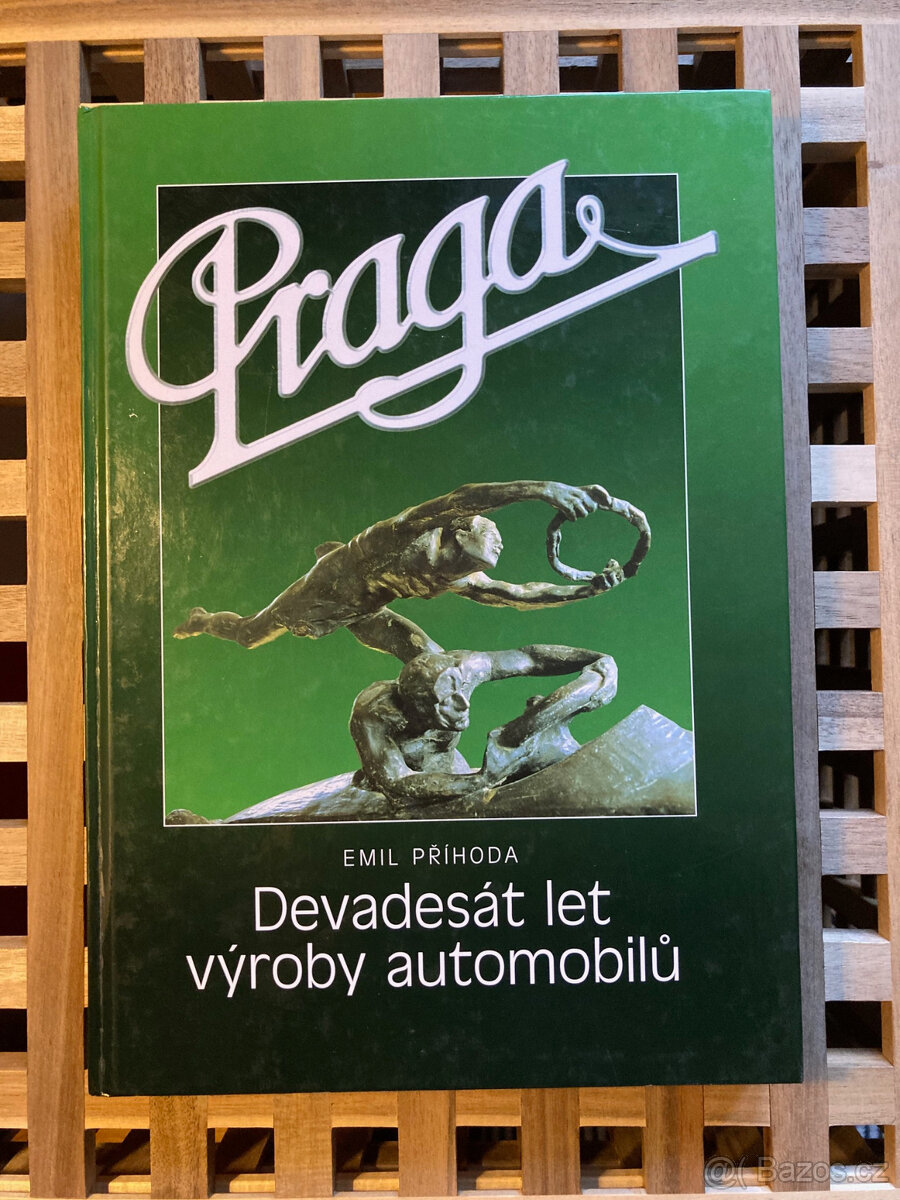 Praga
EMIL PŘÍHODA
Devadesát let
výroby automobilů
@( Bazos.cz